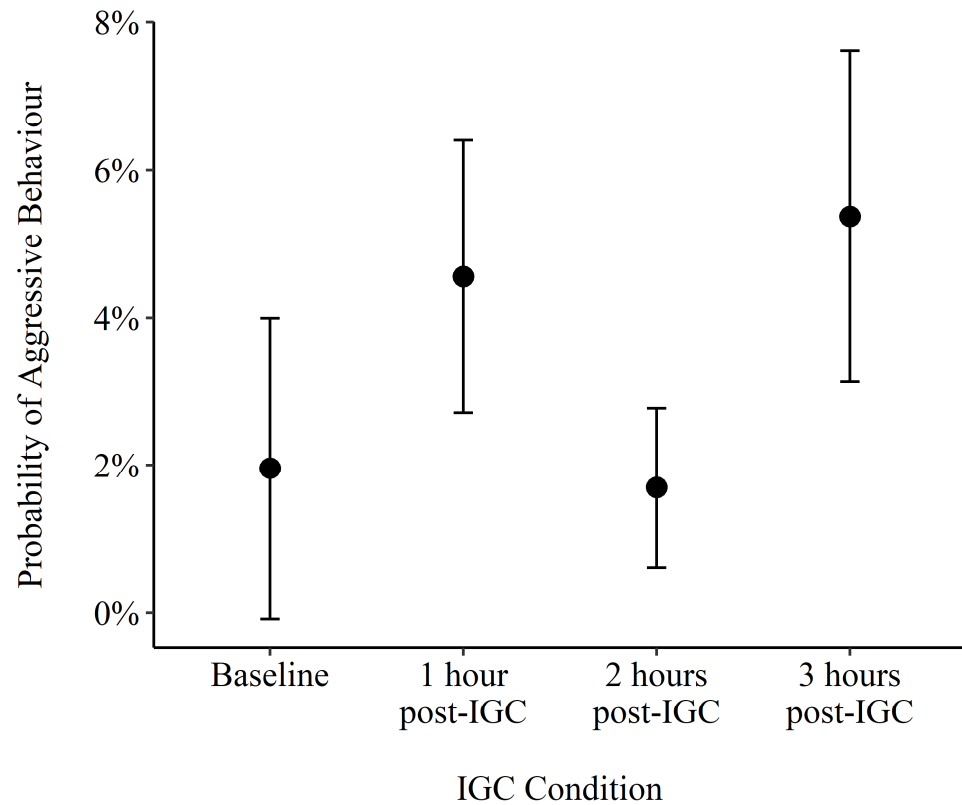 Probability of Aggressive Behaviour
8%
6%
4%
2%
0%
Baseline
1 hour
post-IGC
2 hours
post-IGC
3 hours
post-IGC
IGC Condition